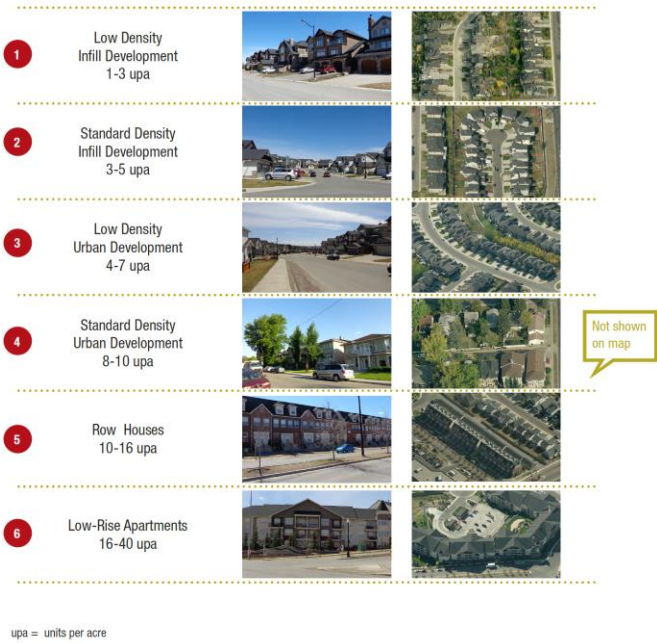 1
Low Density
Infill Development
1-3 upa
2
Standard Density
Infill Development
3-5 upa
3
Low Density
Urban Development
4-7 upa
4
Standard Density
Urban Development
8-10 upa
Not shown
on map
5
Row Houses
10-16 upa
6
Low-Rise Apartments
16-40 upa
upa = units per acre